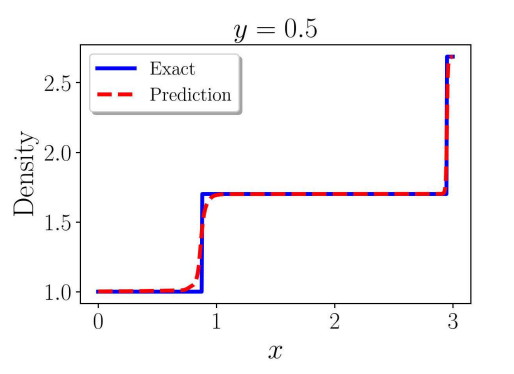 y = 0.5
Exact
Prediction
Density
2.5
2.0
1.5
1.0
0 1 2 3
x